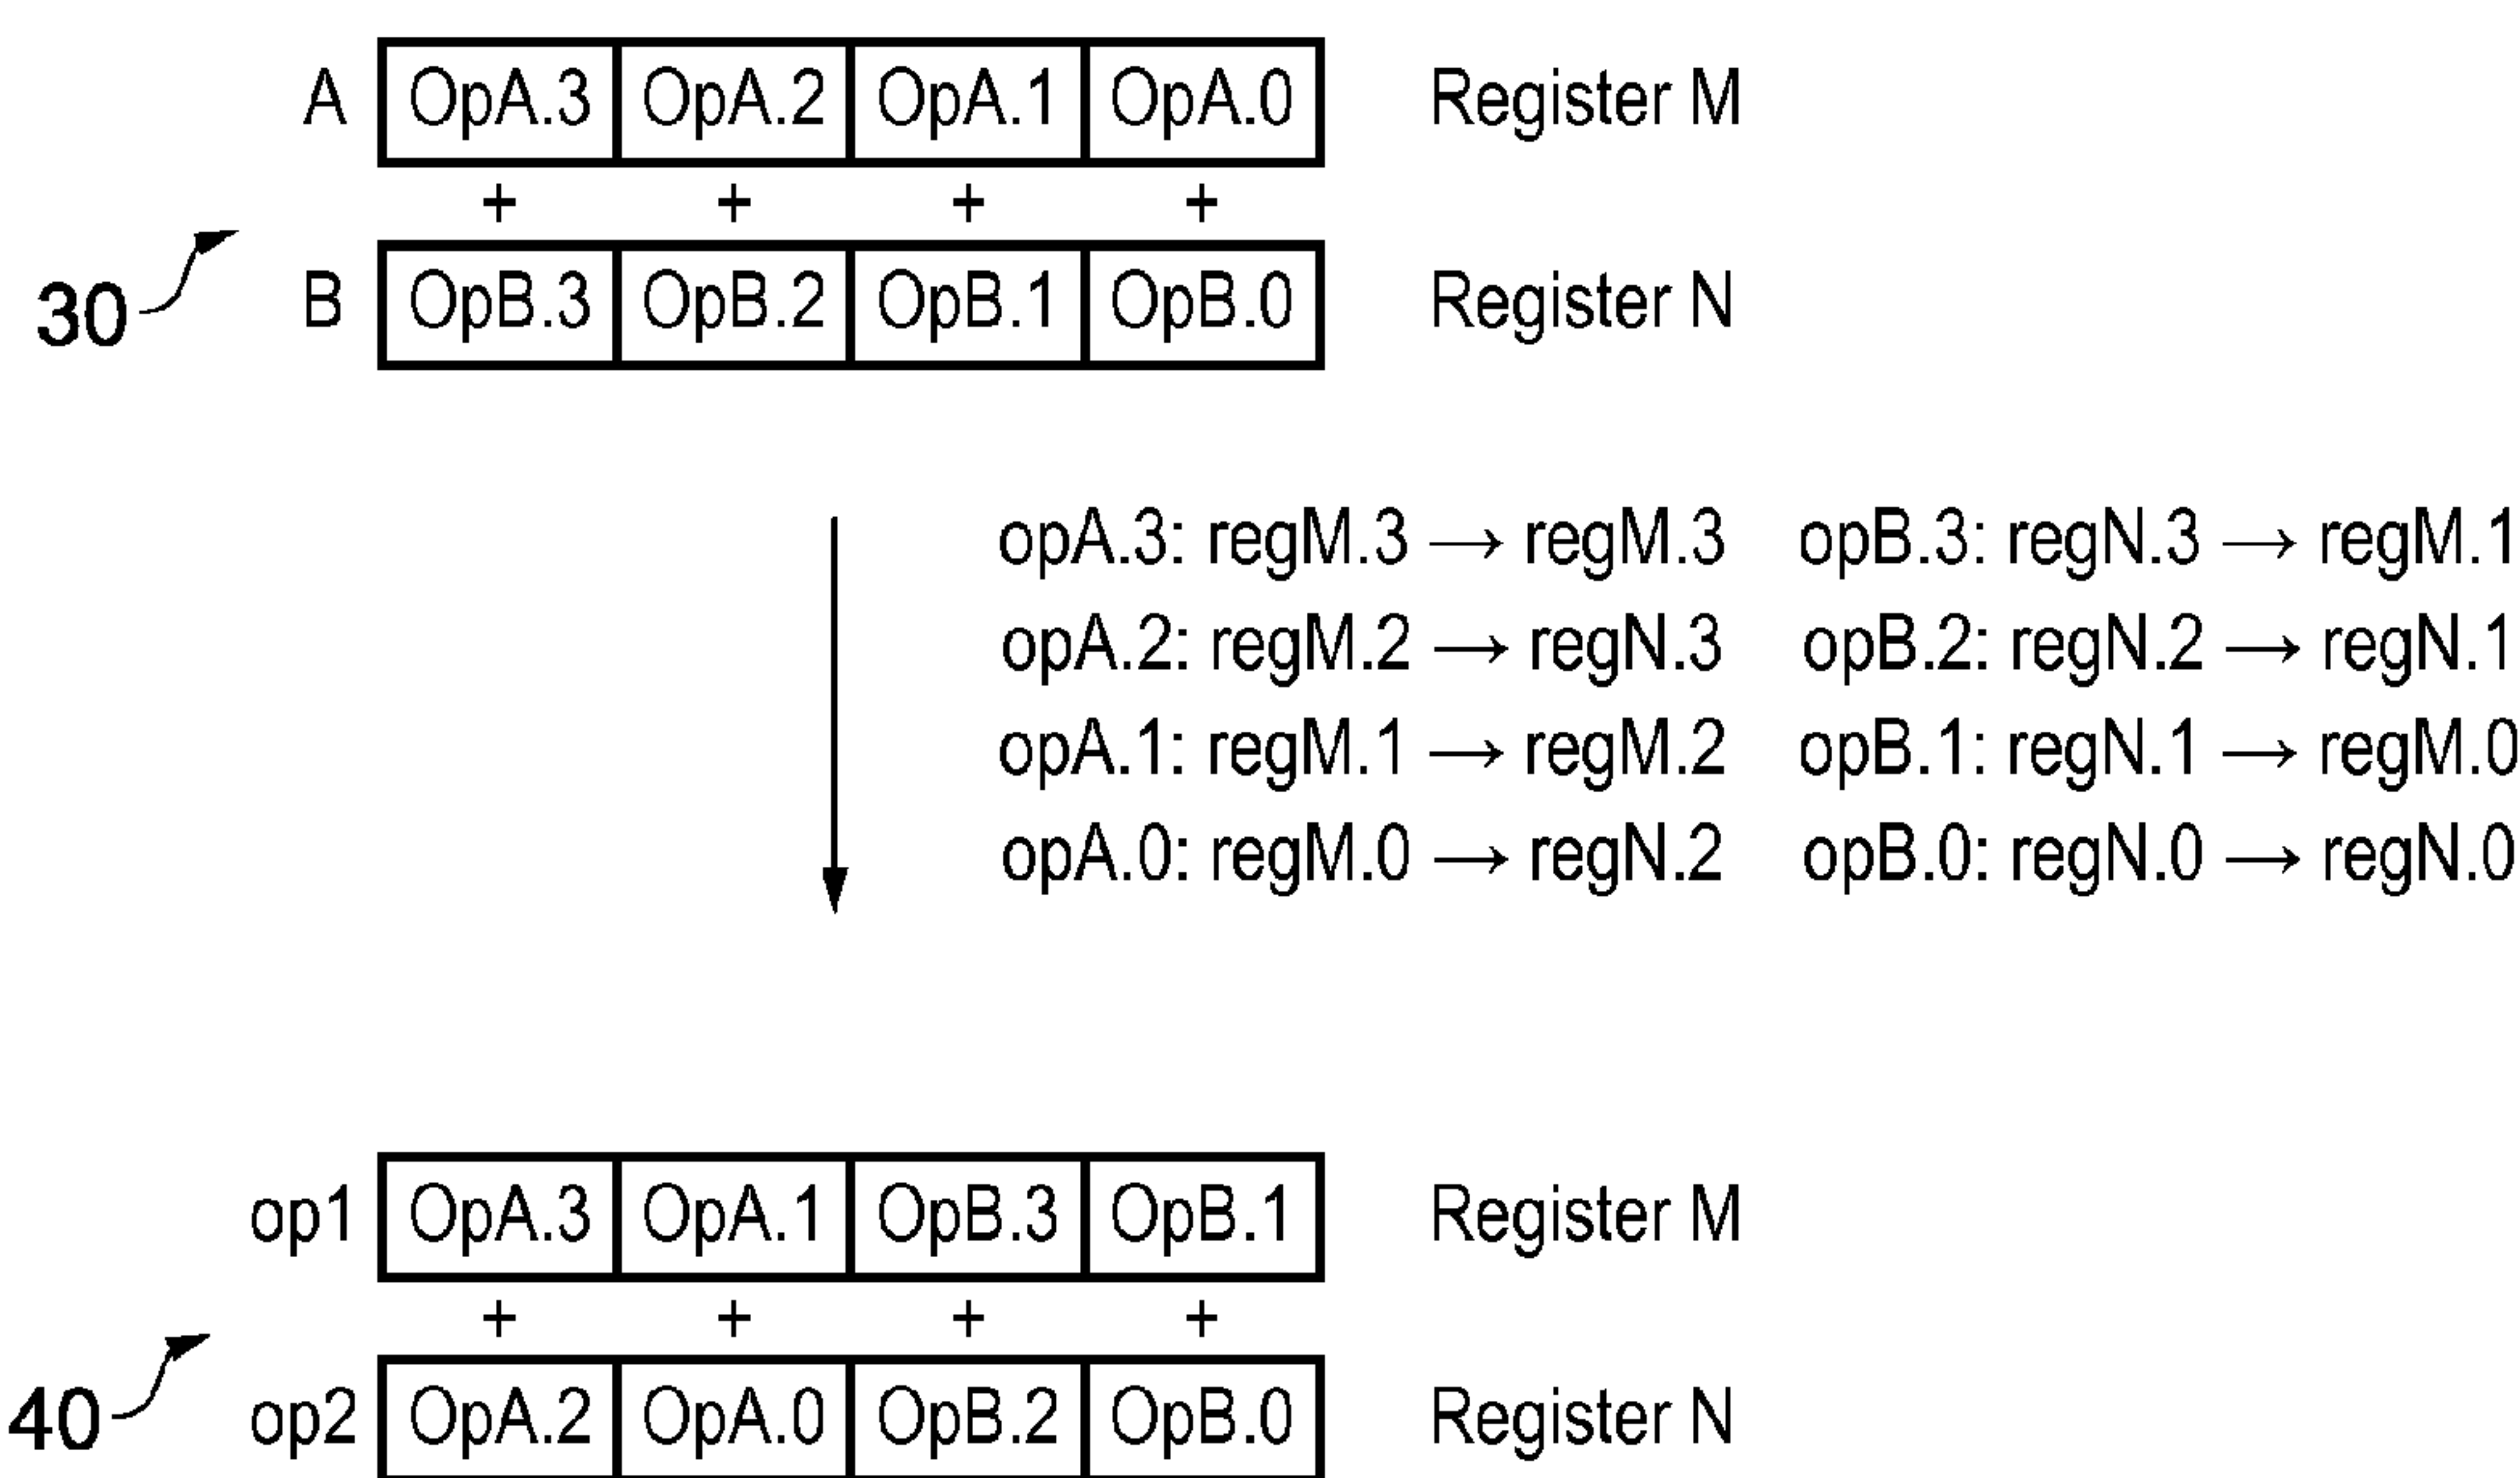 A OpA.3 OpA.2 OpA.1 OpA.0 Register M
+ + + +
30
B OpB.3 OpB.2 OpB.1 OpB.0 Register N
opA.3: regM.3 → regM.3 opB.3: regN.3 → regM.1
opA.2: regM.2 → regN.3 opB.2: regN.2 → regN.1
opA.1: regM.1 → regM.2 opB.1: regN.1 → regM.0
opA.0: regM.0 → regN.2 opB.0: regN.0 → regN.0
op1 OpA.3 OpA.1 OpB.3 OpB.1 Register M
+ + + +
40
op2 OpA.2 OpA.0 OpB.2 OpB.0 Register N